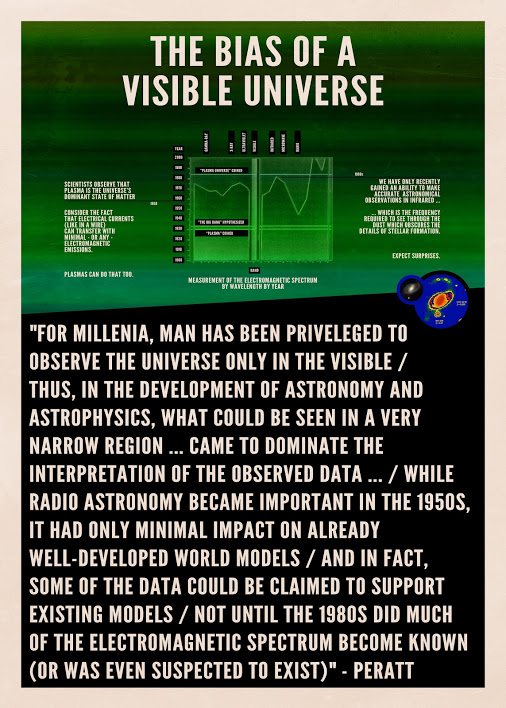 THE BIAS OF A
VISIBLE UNIVERSE
GAMMA-RAY
X-RAY
ULTRAVIOLET
VISIBLE
INFRARED
MICROWAVE
RADIO
YEAR
2000
1990
1980
1970
1960
1950
1940
1930
1920
1910
1900
"PLASMA UNIVERSE" COINED
"THE BIG BANG" HYPOTHESIZED
"PLASMA" COINED
BAND
MEASUREMENT OF THE ELECTROMAGNETIC SPECTRUM
BY WAVELENGTH BY YEAR
SCIENTISTS OBSERVE THAT
PLASMA IS THE UNIVERSE'S
DOMINANT STATE OF MATTER
CONSIDER THE FACT
THAT ELECTRICAL CURRENTS
(LIKE IN A WIRE)
CAN TRANSFER WITH
MINIMAL - OR ANY -
ELECTROMAGNETIC
EMISSIONS.
PLASMAS CAN DO THAT TOO.
1980s
WE HAVE ONLY RECENTLY
GAINED AN ABILITY TO MAKE
ACCURATE ASTRONOMICAL
OBSERVATIONS IN INFRARED ...
... WHICH IS THE FREQUENCY
REQUIRED TO SEE THROUGH THE
DUST WHICH OBSCURES THE
DETAILS OF STELLAR FORMATION.
EXPECT SURPRISES.
"FOR MILLENIA, MAN HAS BEEN PRIVELEGED TO
OBSERVE THE UNIVERSE ONLY IN THE VISIBLE /
THUS, IN THE DEVELOPMENT OF ASTRONOMY AND
ASTROPHYSICS, WHAT COULD BE SEEN IN A VERY
NARROW REGION ... CAME TO DOMINATE THE
INTERPRETATION OF THE OBSERVED DATA ... / WHILE
RADIO ASTRONOMY BECAME IMPORTANT IN THE 1950S,
IT HAD ONLY MINIMAL IMPACT ON ALREADY
WELL-DEVELOPED WORLD MODELS / AND IN FACT,
SOME OF THE DATA COULD BE CLAIMED TO SUPPORT
EXISTING MODELS / NOT UNTIL THE 1980S DID MUCH
OF THE ELECTROMAGNETIC SPECTRUM BECOME KNOWN
(OR WAS EVEN SUSPECTED TO EXIST)" - PERATT